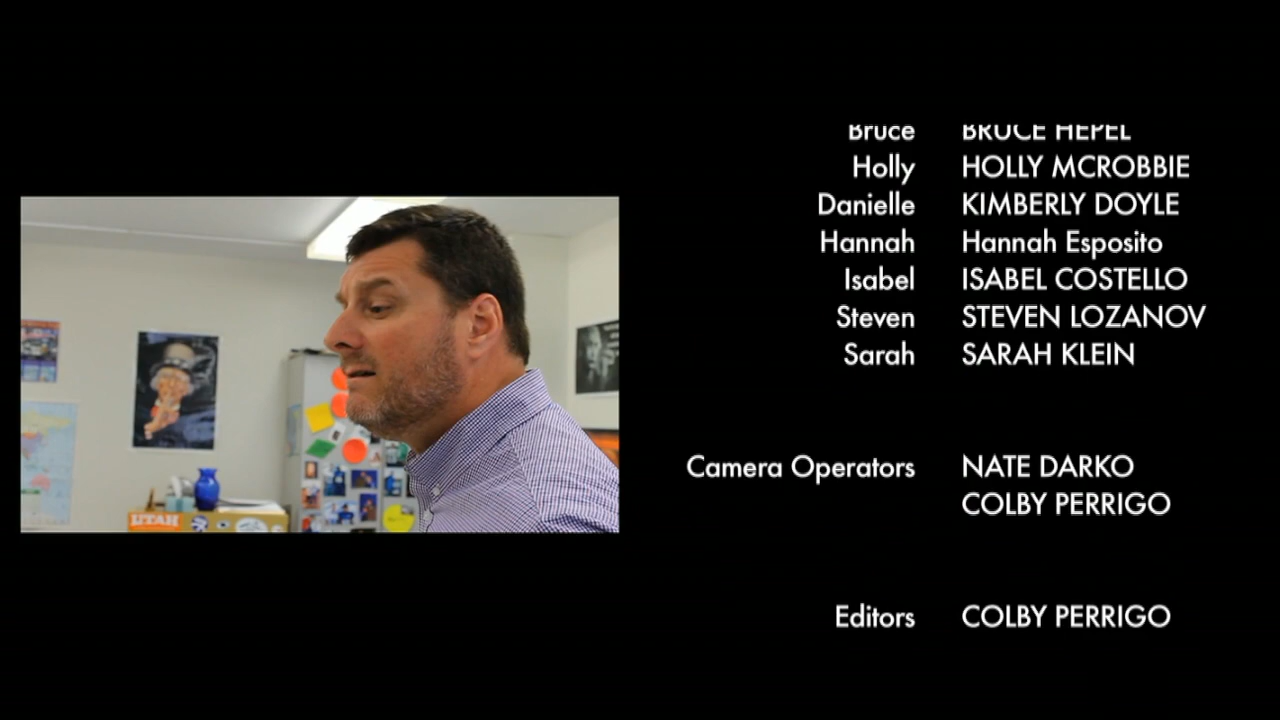 Bruce BRUCE HEPEL
Holly HOLLY MCROBBIE
Danielle KIMBERLY DOYLE
Hannah Hannah Esposito
Isabel ISABEL COSTELLO
Steven STEVEN LOZANOV
Sarah SARAH KLEIN
Camera Operators NATE DARKO
COLBY PERRIGO
Editors COLBY PERRIGO
UTAH